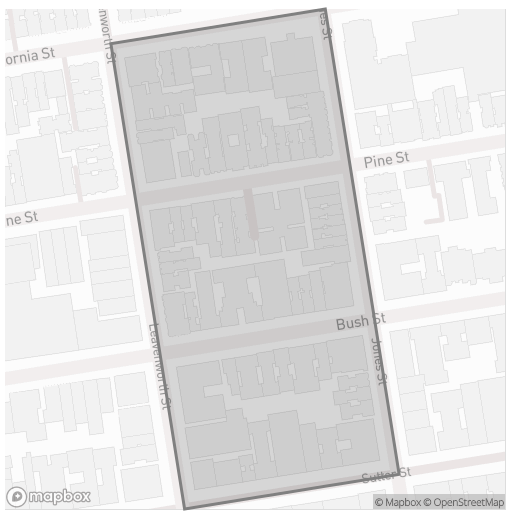 ornia St
nworth St
es St
Pine St
ne St
Bush St
Leavenworth St
Jones St
Sutter St
mapbox
© Mapbox © OpenStreetMap